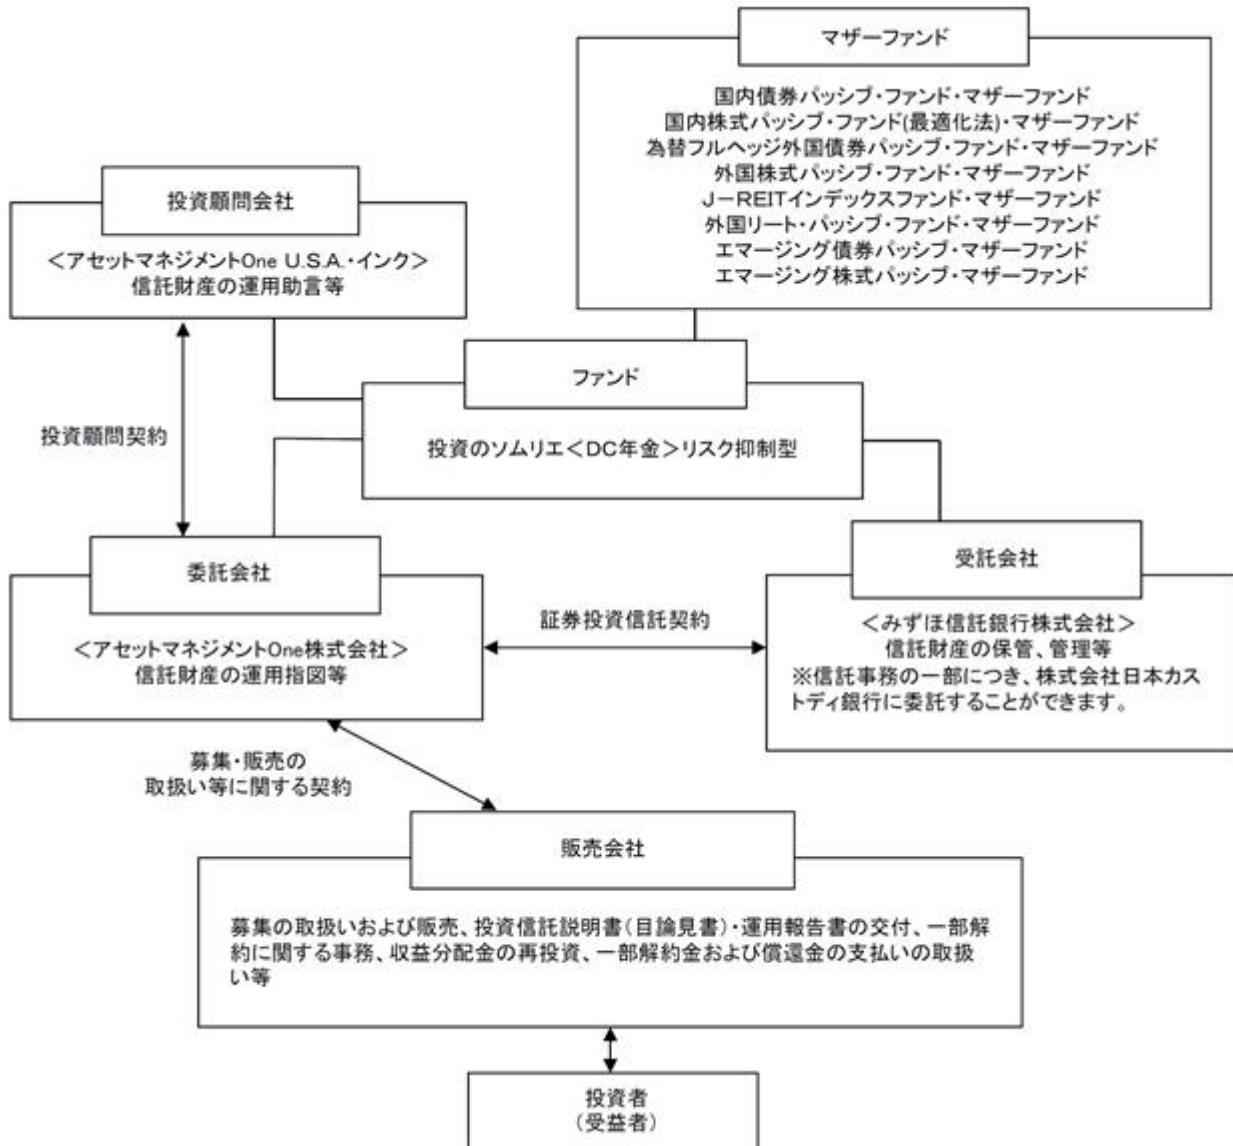 マザーファンド
国内債券パッシブ・ファンド・マザーファンド
国内株式パッシブ・ファンド(最適化法)・マザーファンド
為替フルヘッジ外国債券パッシブ・ファンド・マザーファンド
外国株式パッシブ・ファンド・マザーファンド
J－REITインデックスファンド・マザーファンド
外国リート・パッシブ・ファンド・マザーファンド
エマージング債券パッシブ・マザーファンド
エマージング株式パッシブ・マザーファンド
投資顧問会社
＜アセットマネジメントOne U.S.A.・インク＞
信託財産の運用助言等
ファンド
投資のソムリエ＜DC年金＞リスク抑制型
投資顧問契約
委託会社
＜アセットマネジメントOne株式会社＞
信託財産の運用指図等
証券投資信託契約
受託会社
＜みずほ信託銀行株式会社＞
信託財産の保管、管理等
※信託事務の一部につき、株式会社日本カス
トディ銀行に委託することができます。
募集・販売の
取扱い等に関する契約
販売会社
募集の取扱いおよび販売、投資信託説明書(目論見書)・運用報告書の交付、一部解
約に関する事務、収益分配金の再投資、一部解約金および償還金の支払いの取扱
い等
投資者
(受益者)